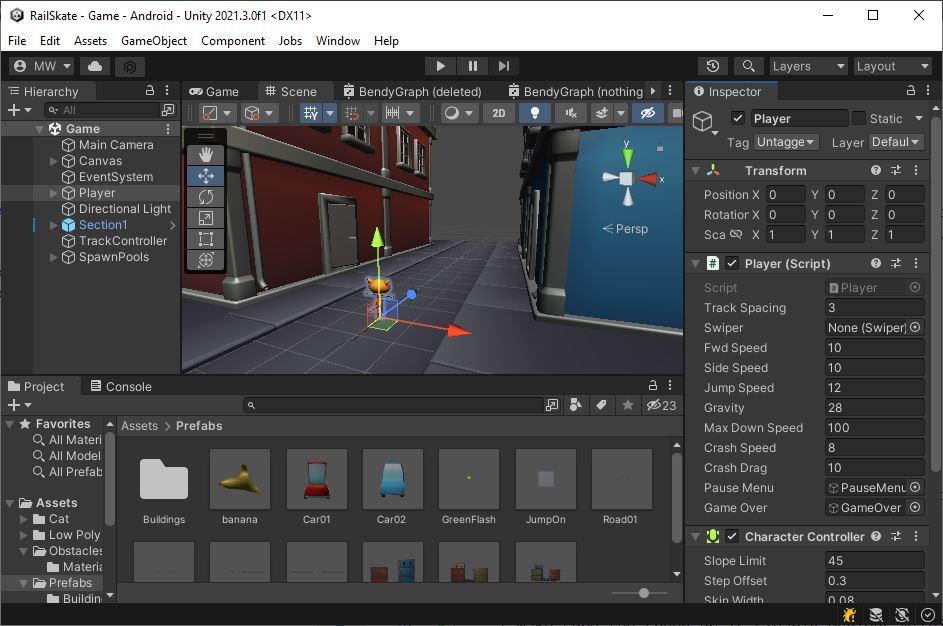 RailSkate - Game - Android - Unity 2021.3.0f1 <DX11>
File Edit Assets GameObject Component Jobs Window Help
MW Layers Layout
Hierarchy
All
Game
Main Camera
Canvas
EventSystem
Player
Directional Light
Section1
TrackController
SpawnPools
Game Scene BendyGraph (deleted) BendyGraph (nothing
2D
y
x
Persp
Inspector
Player Static
Tag Untagge Layer Defaul
Transform
Position X 0 Y 0 Z 0
Rotation X 0 Y 0 Z 0
Sca X 1 Y 1 Z 1
# Player (Script)
Script Player
Track Spacing 3
Swiper None (Swiper)
Fwd Speed 10
Side Speed 10
Jump Speed 12
Gravity 28
Max Down Speed 100
Crash Speed 8
Crash Drag 10
Pause Menu PauseMenu
Game Over GameOver
Character Controller
Slope Limit 45
Step Offset 0.3
Skin Width 0.08
Project Console
23
Favorites
All Materi
All Model
All Prefab
Assets
Cat
Low Poly
Obstacles
Materia
Prefabs
Building
Assets > Prefabs
Buildings banana Car01 Car02 GreenFlash JumpOn Road01